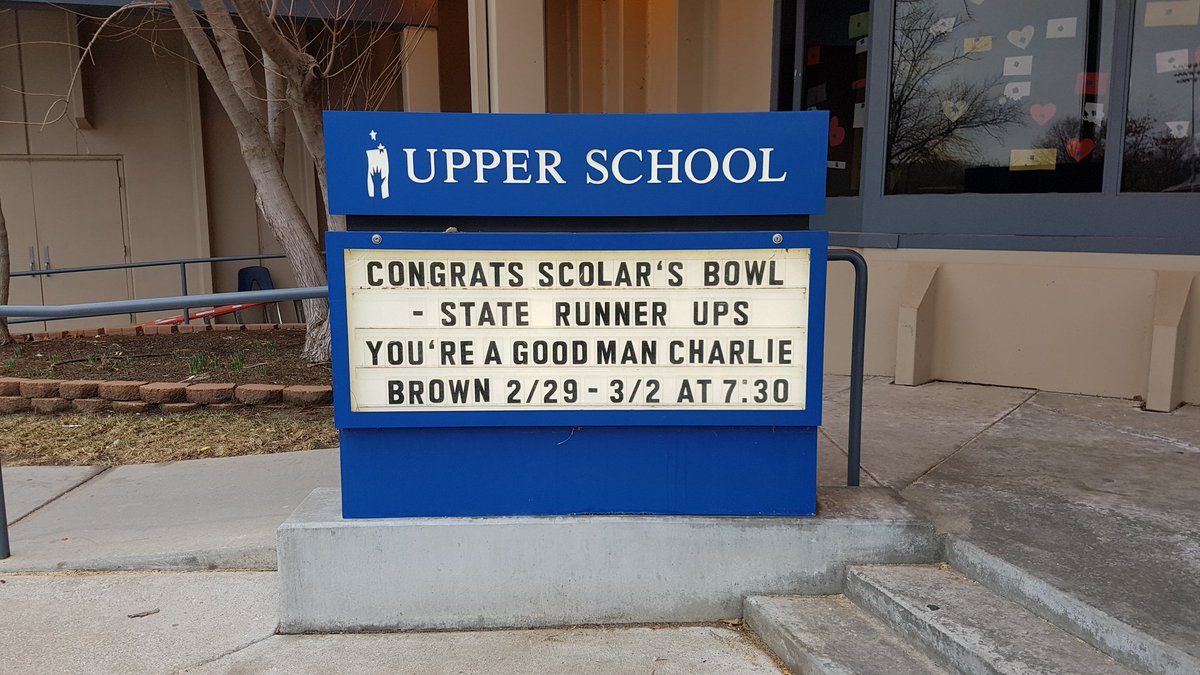 UPPER SCHOOL
CONGRATS SCOLAR'S BOWL
- STATE RUNNER UPS
YOU'RE A GOOD MAN CHARLIE
BROWN 2/29 - 3/2 AT 7:30